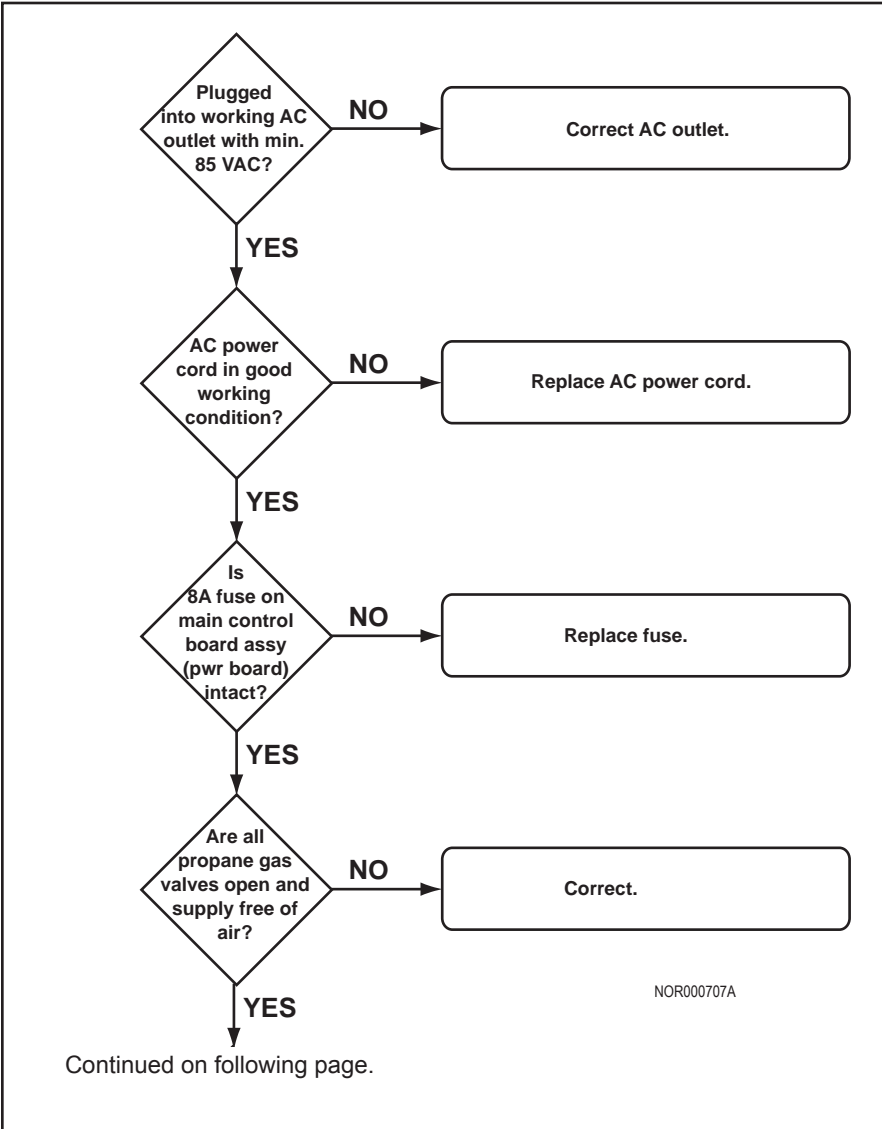 Plugged
into working AC
outlet with min.
85 VAC?
NO
Correct AC outlet.
YES
AC power
cord in good
working
condition?
NO
Replace AC power cord.
YES
Is
8A fuse on
main control
board assy
(pwr board)
intact?
NO
Replace fuse.
YES
Are all
propane gas
valves open and
supply free of
air?
NO
Correct.
YES
NOR000707A
Continued on following page.